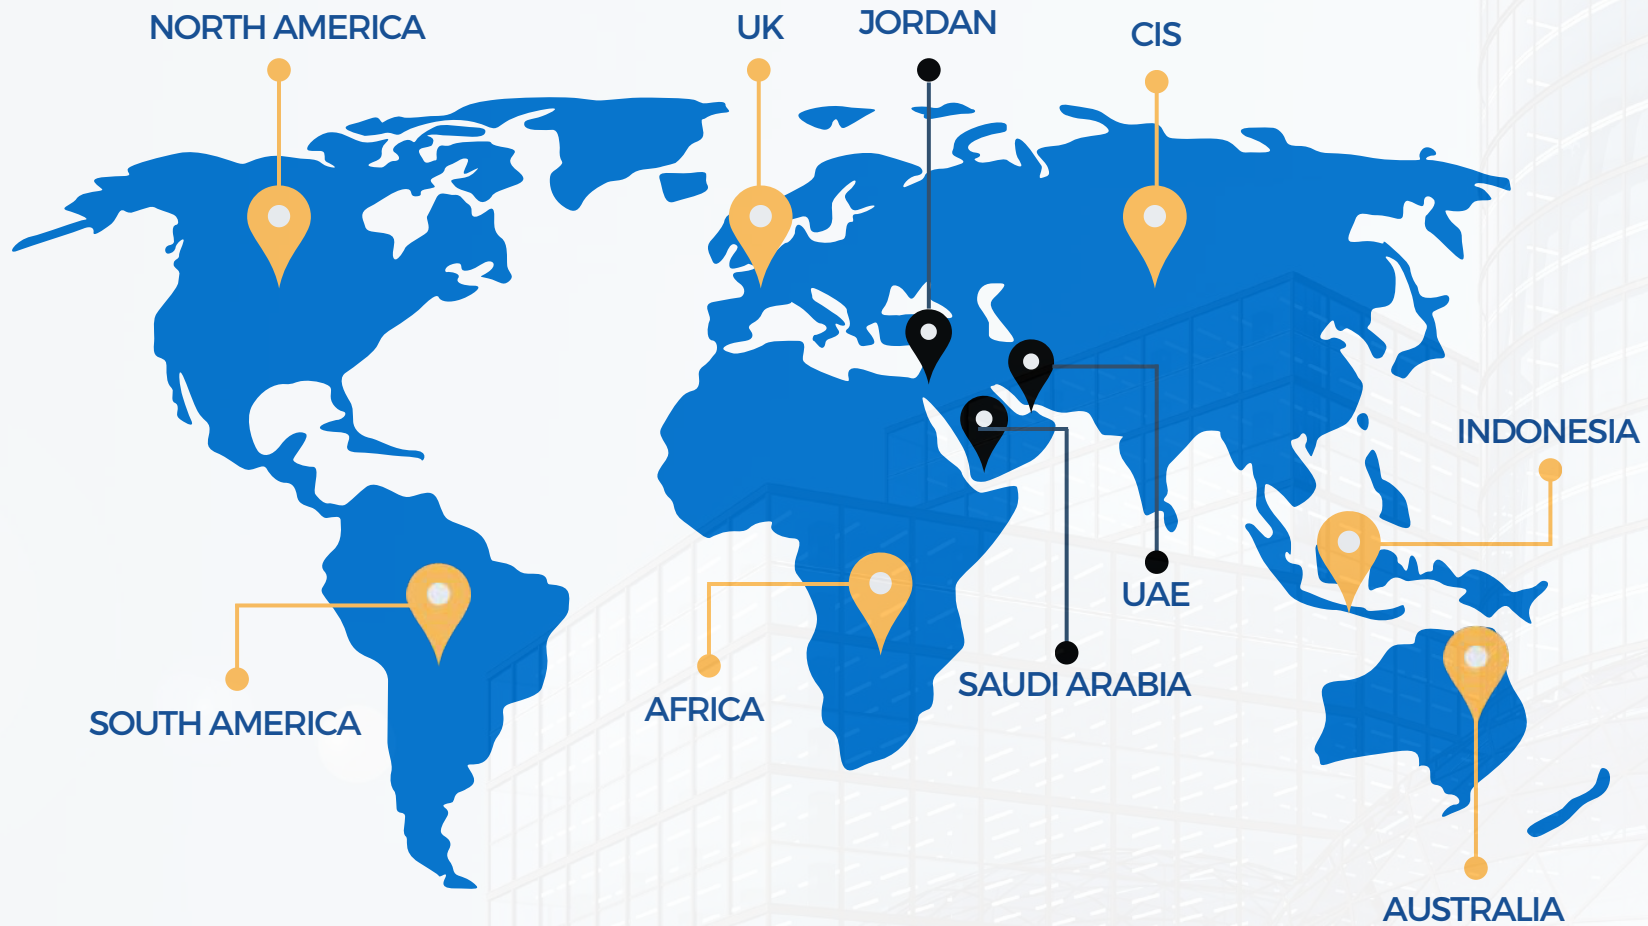 NORTH AMERICA
UK
JORDAN
CIS
INDONESIA
UAE
SAUDI ARABIA
AFRICA
SOUTH AMERICA
AUSTRALIA